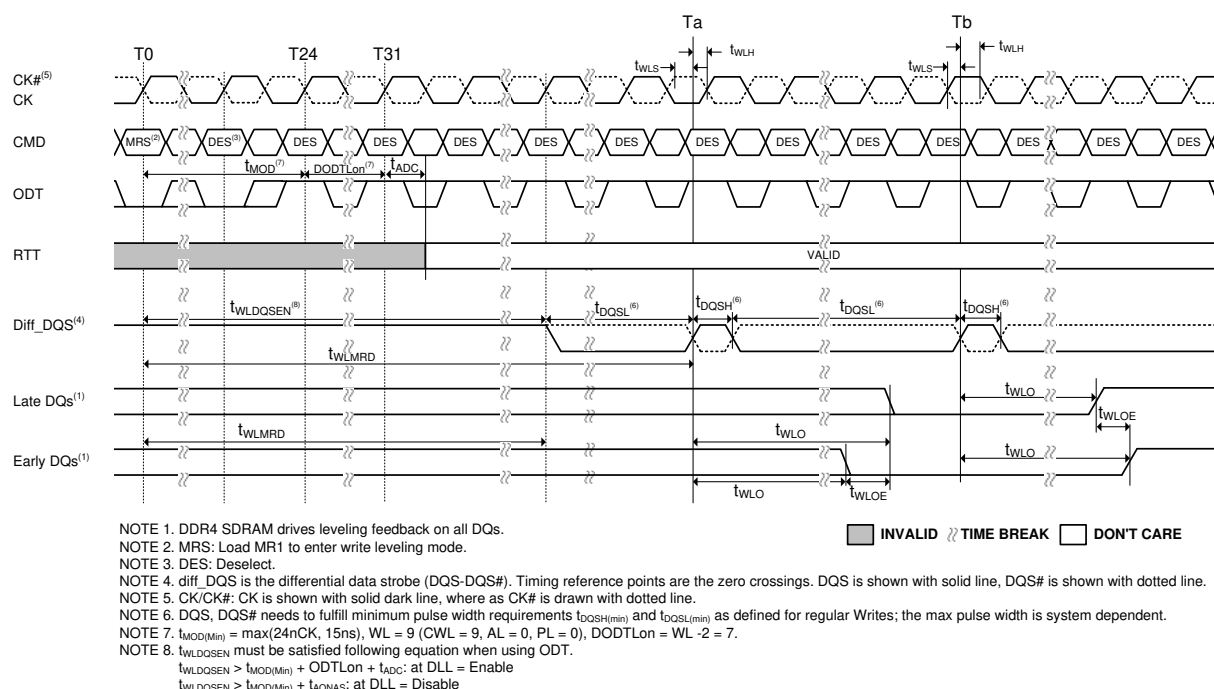 Ta Tb
T0 T24 T31 tWLH tWLH
tWLS tWLS
CK#(5)
CK
CMD MRS(2) DES(3) DES DES DES DES DES DES DES DES DES DES DES DES
tMOD(7) DODTLon(7) tADC
ODT
RTT VALID
tWLDQSEN(8) tDQSL(6) tDQSH(6) tDQSL(6) tDQSH(6)
Diff_DQS(4)
tWLMRD
Late DQs(1) tWLO
tWLOE
tWLMRD tWLO
Early DQs(1) tWLO
tWLO tWLOE
NOTE 1. DDR4 SDRAM drives leveling feedback on all DQs.
INVALID TIME BREAK DON'T CARE
NOTE 2. MRS: Load MR1 to enter write leveling mode.
NOTE 3. DES: Deselect.
NOTE 4. diff_DQS is the differential data strobe (DQS-DQS#). Timing reference points are the zero crossings. DQS is shown with solid line, DQS# is shown with dotted line.
NOTE 5. CK/CK#: CK is shown with solid dark line, where as CK# is drawn with dotted line.
NOTE 6. DQS, DQS# needs to fulfill minimum pulse width requirements tDQSH(min) and tDQSL(min) as defined for regular Writes; the max pulse width is system dependent.
NOTE 7. tMOD(Min) = max(24nCK, 15ns), WL = 9 (CWL = 9, AL = 0, PL = 0), DODTLon = WL -2 = 7.
NOTE 8. tWLDQSEN must be satisfied following equation when using ODT.
tWLDQSEN > tMOD(Min) + ODTLon + tADC: at DLL = Enable
tWLDQSEN > tMOD(Min) + tAONAS: at DLL = Disable